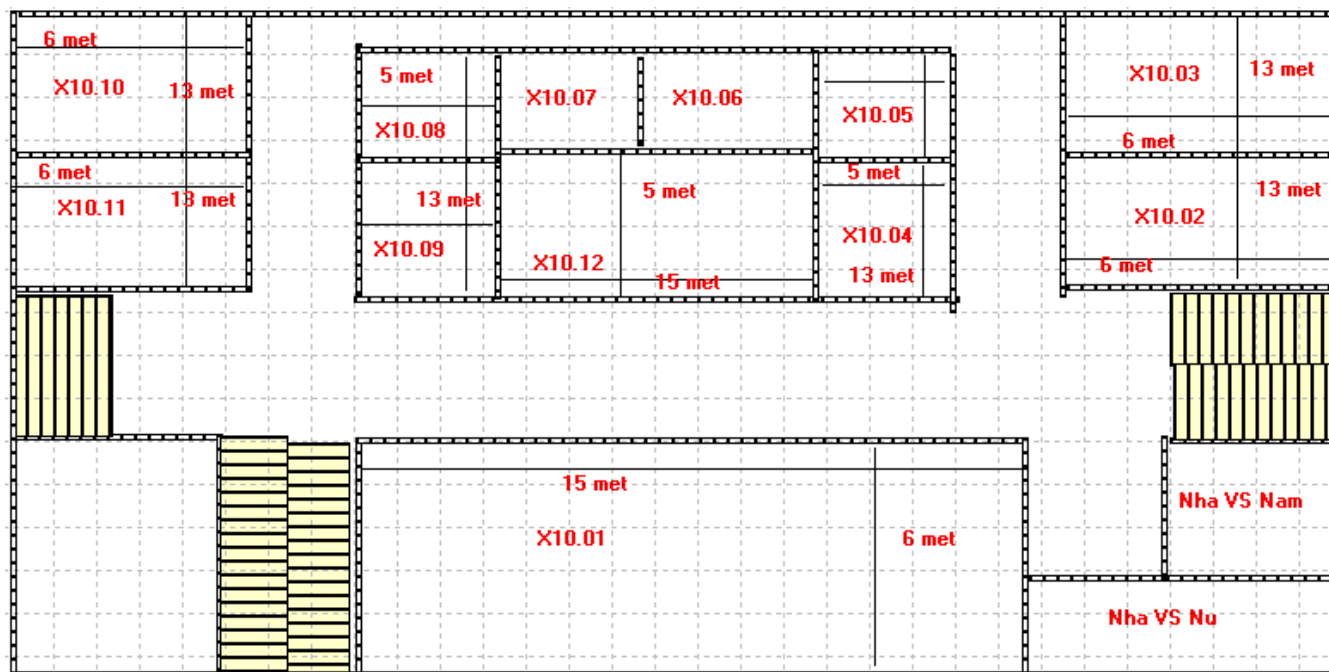 6 met
X10.10
13 met
6 met
X10.11
13 met
5 met
X10.08
X10.07
X10.06
X10.05
13 met
X10.09
5 met
X10.12
15 met
5 met
X10.04
13 met
X10.03
13 met
6 met
13 met
X10.02
6 met
15 met
X10.01
6 met
Nha VS Nam
Nha VS Nu